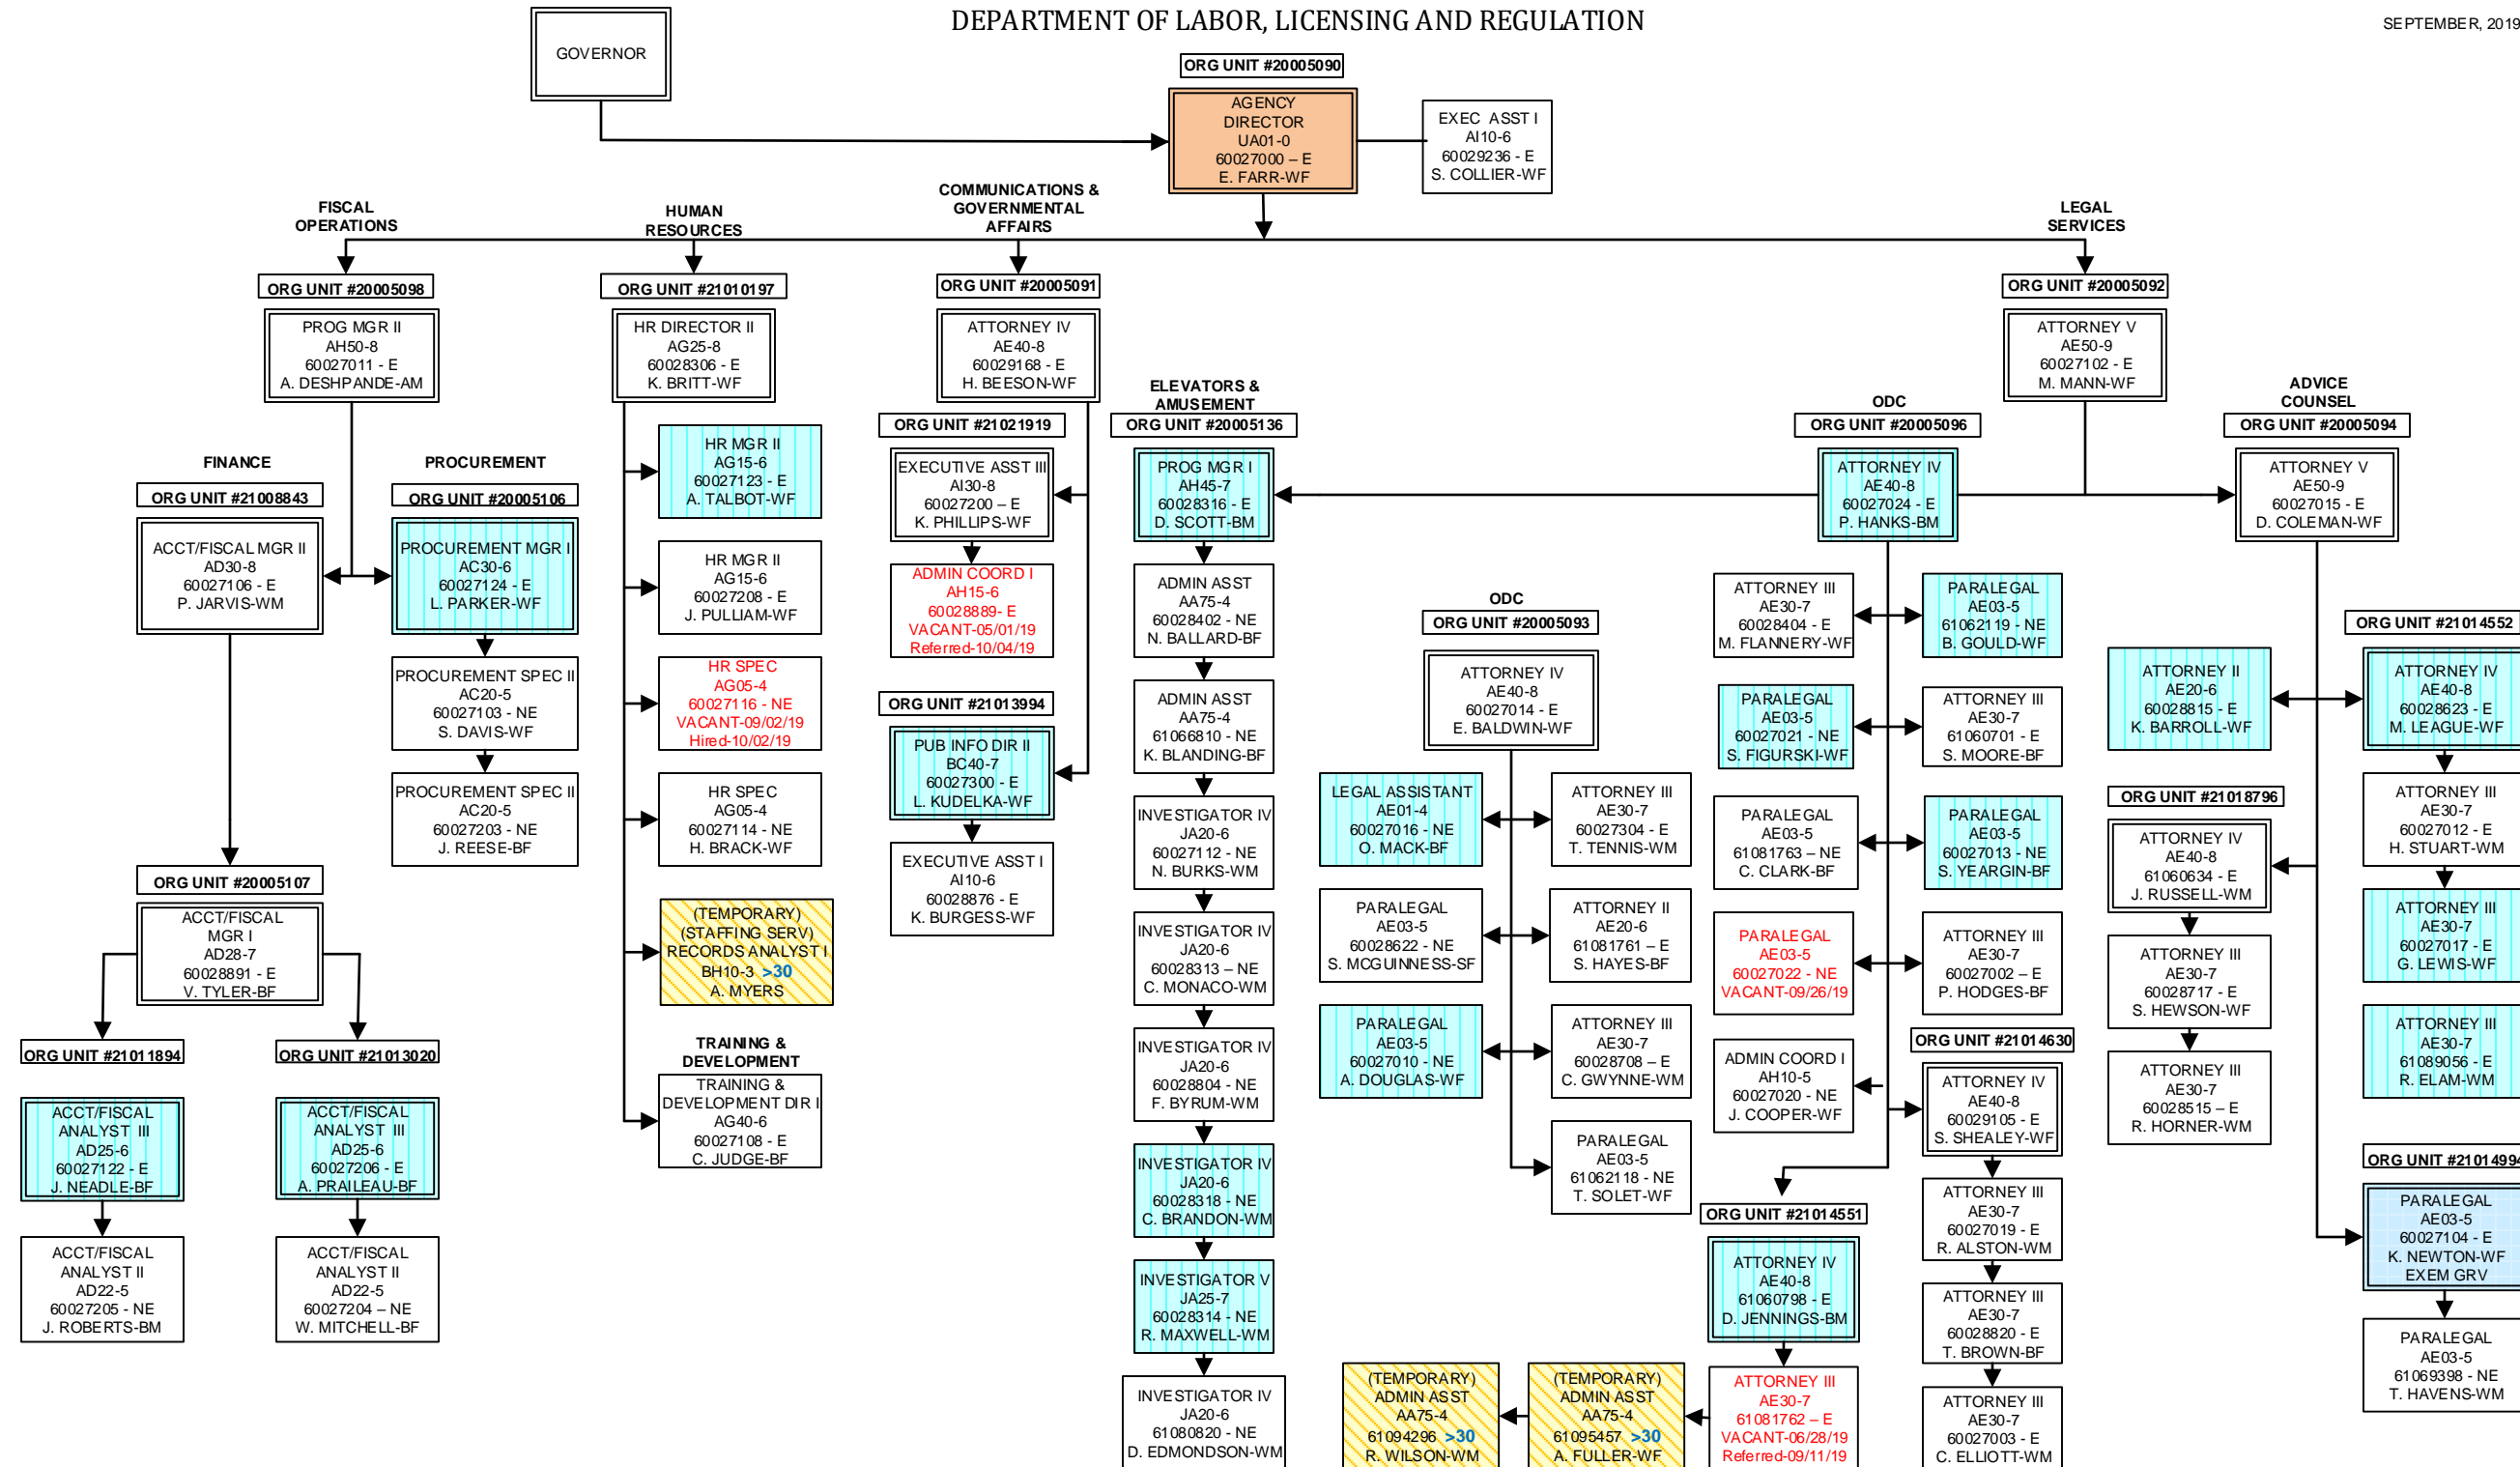 DEPARTMENT OF LABOR, LICENSING AND REGULATION
SEPTEMBER, 2019
GOVERNOR
ORG UNIT #20005090
AGENCY
DIRECTOR
UA01-0
60027000 – E
E. FARR-WF
EXEC ASST I
AI10-6
60029236 - E
S. COLLIER-WF
FISCAL
OPERATIONS
HUMAN
RESOURCES
COMMUNICATIONS &
GOVERNMENTAL
AFFAIRS
LEGAL
SERVICES
ORG UNIT #20005098
PROG MGR II
AH50-8
60027011 - E
A. DESHPANDE-AM
FINANCE
ORG UNIT #21008843
ACCT/FISCAL MGR II
AD30-8
60027106 - E
P. JARVIS-WM
PROCUREMENT
ORG UNIT #20005106
PROCUREMENT MGR I
AC30-6
60027124 - E
L. PARKER-WF
PROCUREMENT SPEC II
AC20-5
60027103 - NE
S. DAVIS-WF
PROCUREMENT SPEC II
AC20-5
60027203 - NE
J. REESE-BF
ORG UNIT #20005107
ACCT/FISCAL
MGR I
AD28-7
60028891 - E
V. TYLER-BF
ORG UNIT #21011894
ACCT/FISCAL
ANALYST III
AD25-6
60027122 - E
J. NEADLE-BF
ACCT/FISCAL
ANALYST II
AD22-5
60027205 - NE
J. ROBERTS-BM
ORG UNIT #21013020
ACCT/FISCAL
ANALYST III
AD25-6
60027206 - E
A. PRAILEAU-BF
ACCT/FISCAL
ANALYST II
AD22-5
60027204 – NE
W. MITCHELL-BF
ORG UNIT #21010197
HR DIRECTOR II
AG25-8
60028306 - E
K. BRITT-WF
HR MGR II
AG15-6
60027123 - E
A. TALBOT-WF
HR MGR II
AG15-6
60027208 - E
J. PULLIAM-WF
HR SPEC
AG05-4
60027116 - NE
VACANT-09/02/19
Hired-10/02/19
HR SPEC
AG05-4
60027114 - NE
H. BRACK-WF
(TEMPORARY)
(STAFFING SERV)
RECORDS ANALYST I
BH10-3 >30
A. MYERS
TRAINING &
DEVELOPMENT
TRAINING &
DEVELOPMENT DIR I
AG40-6
60027108 - E
C. JUDGE-BF
ORG UNIT #20005091
ATTORNEY IV
AE40-8
60029168 - E
H. BEESON-WF
ORG UNIT #21021919
EXECUTIVE ASST III
AI30-8
60027200 – E
K. PHILLIPS-WF
ADMIN COORD I
AH15-6
60028889- E
VACANT-05/01/19
Referred-10/04/19
ORG UNIT #21013994
PUB INFO DIR II
BC40-7
60027300 - E
L. KUDELKA-WF
EXECUTIVE ASST I
AI10-6
60028876 - E
K. BURGESS-WF
ELEVATORS &
AMUSEMENT
ORG UNIT #20005136
PROG MGR I
AH45-7
60028316 - E
D. SCOTT-BM
ADMIN ASST
AA75-4
60028402 - NE
N. BALLARD-BF
ADMIN ASST
AA75-4
61066810 - NE
K. BLANDING-BF
INVESTIGATOR IV
JA20-6
60027112 - NE
N. BURKS-WM
INVESTIGATOR IV
JA20-6
60028313 – NE
C. MONACO-WM
INVESTIGATOR IV
JA20-6
60028804 - NE
F. BYRUM-WM
INVESTIGATOR IV
JA20-6
60028318 - NE
C. BRANDON-WM
INVESTIGATOR V
JA25-7
60028314 - NE
R. MAXWELL-WM
INVESTIGATOR IV
JA20-6
61080820 - NE
D. EDMONDSON-WM
ORG UNIT #20005092
ATTORNEY V
AE50-9
60027102 - E
M. MANN-WF
ODC
ORG UNIT #20005096
ATTORNEY IV
AE40-8
60027024 - E
P. HANKS-BM
ODC
ORG UNIT #20005093
ATTORNEY IV
AE40-8
60027014 - E
E. BALDWIN-WF
LEGAL ASSISTANT
AE01-4
60027016 - NE
O. MACK-BF
ATTORNEY III
AE30-7
60027304 - E
T. TENNIS-WM
PARALEGAL
AE03-5
60028622 - NE
S. MCGUINNESS-SF
ATTORNEY II
AE20-6
61081761 – E
S. HAYES-BF
PARALEGAL
AE03-5
60027010 - NE
A. DOUGLAS-WF
ATTORNEY III
AE30-7
60028708 – E
C. GWYNNE-WM
PARALEGAL
AE03-5
61062118 - NE
T. SOLET-WF
ATTORNEY III
AE30-7
60028404 - E
M. FLANNERY-WF
PARALEGAL
AE03-5
61062119 - NE
B. GOULD-WF
PARALEGAL
AE03-5
60027021 - NE
S. FIGURSKI-WF
ATTORNEY III
AE30-7
61060701 – E
S. MOORE-BF
PARALEGAL
AE03-5
61081763 – NE
C. CLARK-BF
PARALEGAL
AE03-5
60027013 - NE
S. YEARGIN-BF
PARALEGAL
AE03-5
60027022 - NE
VACANT-09/26/19
ATTORNEY III
AE30-7
60027002 – E
P. HODGES-BF
ADMIN COORD I
AH10-5
60027020 - NE
J. COOPER-WF
ORG UNIT #21014630
ATTORNEY IV
AE40-8
60029105 - E
S. SHEALEY-WF
ATTORNEY III
AE30-7
60027019 - E
R. ALSTON-WM
ATTORNEY III
AE30-7
60028820 - E
T. BROWN-BF
ATTORNEY III
AE30-7
60027003 - E
C. ELLIOTT-WM
ORG UNIT #21014551
ATTORNEY IV
AE40-8
61060798 - E
D. JENNINGS-BM
ATTORNEY III
AE30-7
61081762 – E
VACANT-06/28/19
Referred-09/11/19
(TEMPORARY)
ADMIN ASST
AA75-4
61095457 >30
A. FULLER-WF
(TEMPORARY)
ADMIN ASST
AA75-4
61094296 >30
R. WILSON-WM
ADVICE
COUNSEL
ORG UNIT #20005094
ATTORNEY V
AE50-9
60027015 - E
D. COLEMAN-WF
ATTORNEY II
AE20-6
60028815 - E
K. BARROLL-WF
ORG UNIT #21014552
ATTORNEY IV
AE40-8
60028623 - E
M. LEAGUE-WF
ATTORNEY III
AE30-7
60027012 - E
H. STUART-WM
ATTORNEY III
AE30-7
60027017 - E
G. LEWIS-WF
ATTORNEY III
AE30-7
61089056 - E
R. ELAM-WM
ORG UNIT #21018796
ATTORNEY IV
AE40-8
61060634 - E
J. RUSSELL-WM
ATTORNEY III
AE30-7
60028717 - E
S. HEWSON-WF
ATTORNEY III
AE30-7
60028515 – E
R. HORNER-WM
ORG UNIT #21014994
PARALEGAL
AE03-5
60027104 - E
K. NEWTON-WF
EXEM GRV
PARALEGAL
AE03-5
61069398 - NE
T. HAVENS-WM